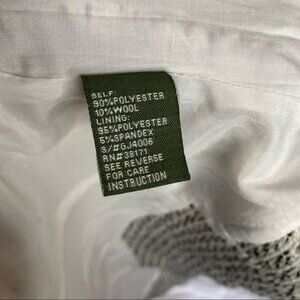 SELF:
90%POLYESTER
10%WOOL
LINING:
95%POLYESTER
5%SPANDEX
S/#GJ4006
RN#38171
SEE REVERSE
FOR CARE
INSTRUCTION